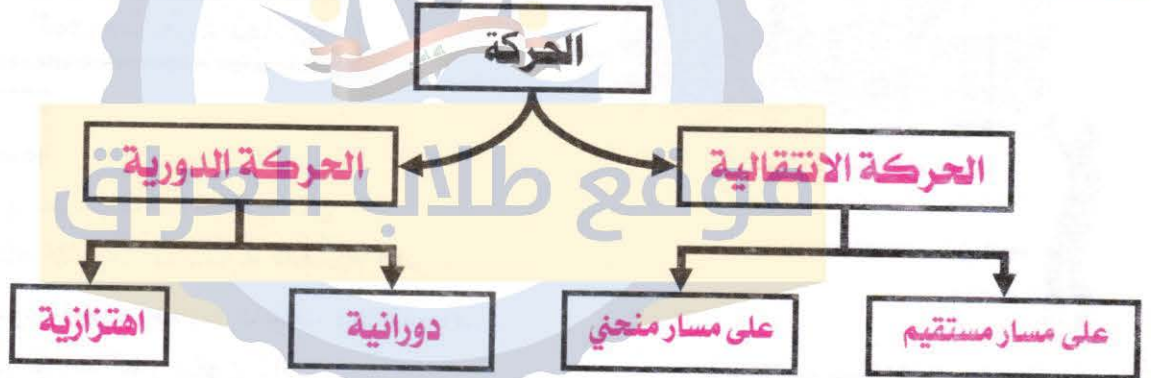 الحركة
الحركة الانتقالية
الحركة الدورية
على مسار مستقيم
على مسار منحني
دورانية
اهتزازية
موقع طلاب العراق